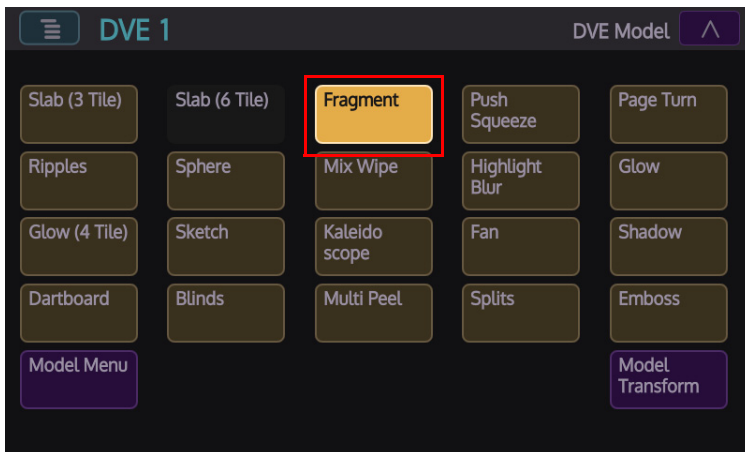 DVE 1
DVE Model
Slab (3 Tile)
Slab (6 Tile)
Fragment
Push
Squeeze
Page Turn
Ripples
Sphere
Mix Wipe
Highlight
Blur
Glow
Glow (4 Tile)
Sketch
Kaleido
scope
Fan
Shadow
Dartboard
Blinds
Multi Peel
Splits
Emboss
Model Menu
Model
Transform